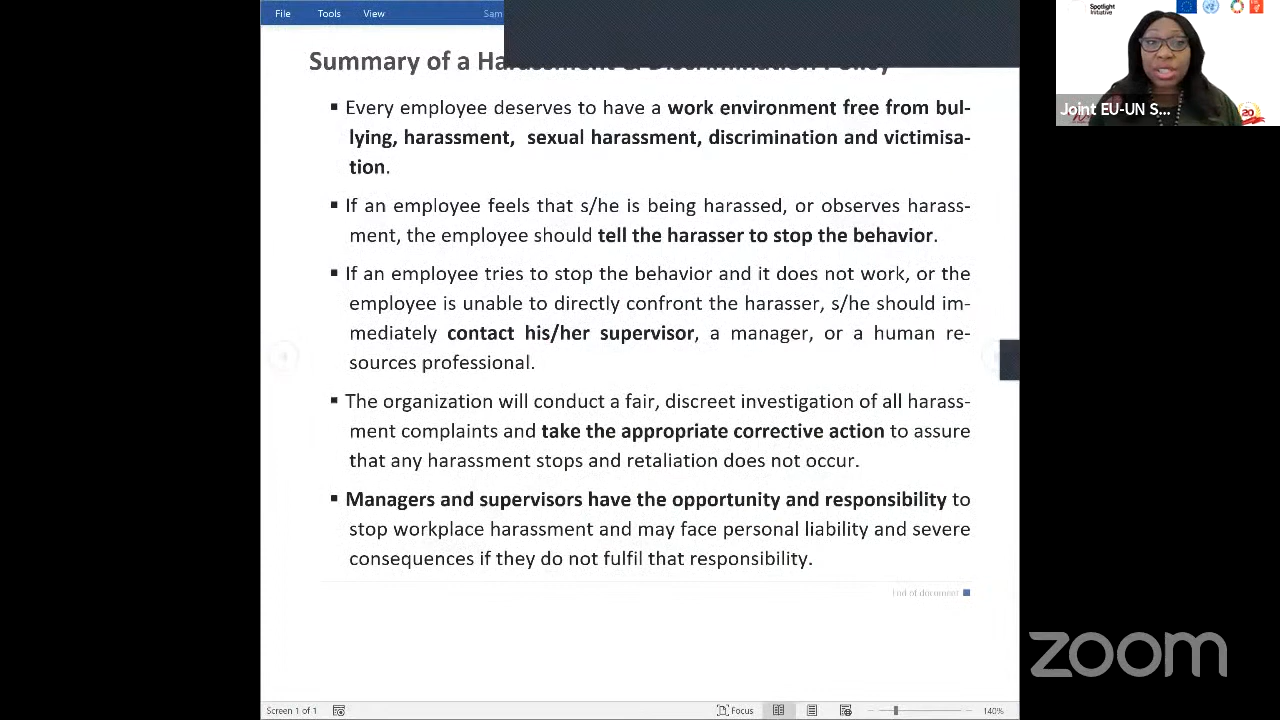 File Tools View Sam
Spotlight
Initiative
Joint EU-UN S...
Summary of a Harassment & Discrimination Policy
▪ Every employee deserves to have a work environment free from bul-
lying, harassment, sexual harassment, discrimination and victimisa-
tion.
▪ If an employee feels that s/he is being harassed, or observes harass-
ment, the employee should tell the harasser to stop the behavior.
▪ If an employee tries to stop the behavior and it does not work, or the
employee is unable to directly confront the harasser, s/he should im-
mediately contact his/her supervisor, a manager, or a human re-
sources professional.
▪ The organization will conduct a fair, discreet investigation of all harass-
ment complaints and take the appropriate corrective action to assure
that any harassment stops and retaliation does not occur.
▪ Managers and supervisors have the opportunity and responsibility to
stop workplace harassment and may face personal liability and severe
consequences if they do not fulfil that responsibility.
End of document
zoom
Screen 1 of 1 Focus 140%